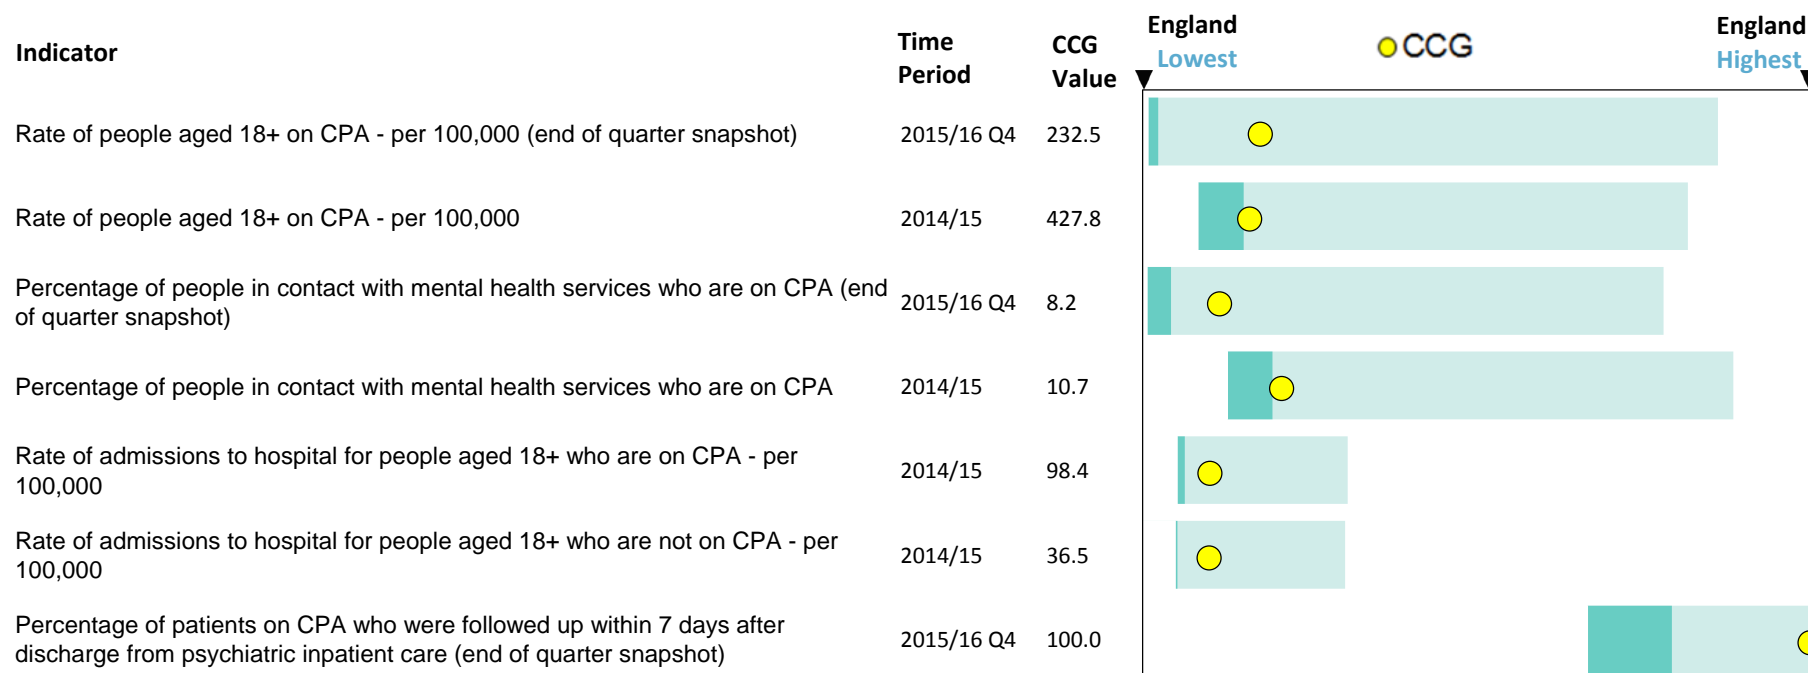 Indicator
Time Period
CCG Value
England Lowest
CCG
England Highest
Rate of people aged 18+ on CPA - per 100,000 (end of quarter snapshot)
2015/16 Q4
232.5
Rate of people aged 18+ on CPA - per 100,000
2014/15
427.8
Percentage of people in contact with mental health services who are on CPA (end
of quarter snapshot)
2015/16 Q4
8.2
Percentage of people in contact with mental health services who are on CPA
2014/15
10.7
Rate of admissions to hospital for people aged 18+ who are on CPA - per
100,000
2014/15
98.4
Rate of admissions to hospital for people aged 18+ who are not on CPA - per
100,000
2014/15
36.5
Percentage of patients on CPA who were followed up within 7 days after
discharge from psychiatric inpatient care (end of quarter snapshot)
2015/16 Q4
100.0